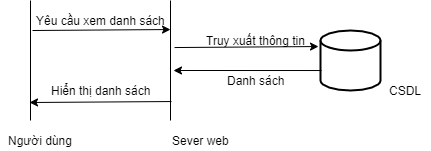 Yêu cầu xem danh sách
Truy xuất thông tin
Danh sách
Hiển thị danh sách
CSDL
Người dùng
Sever web